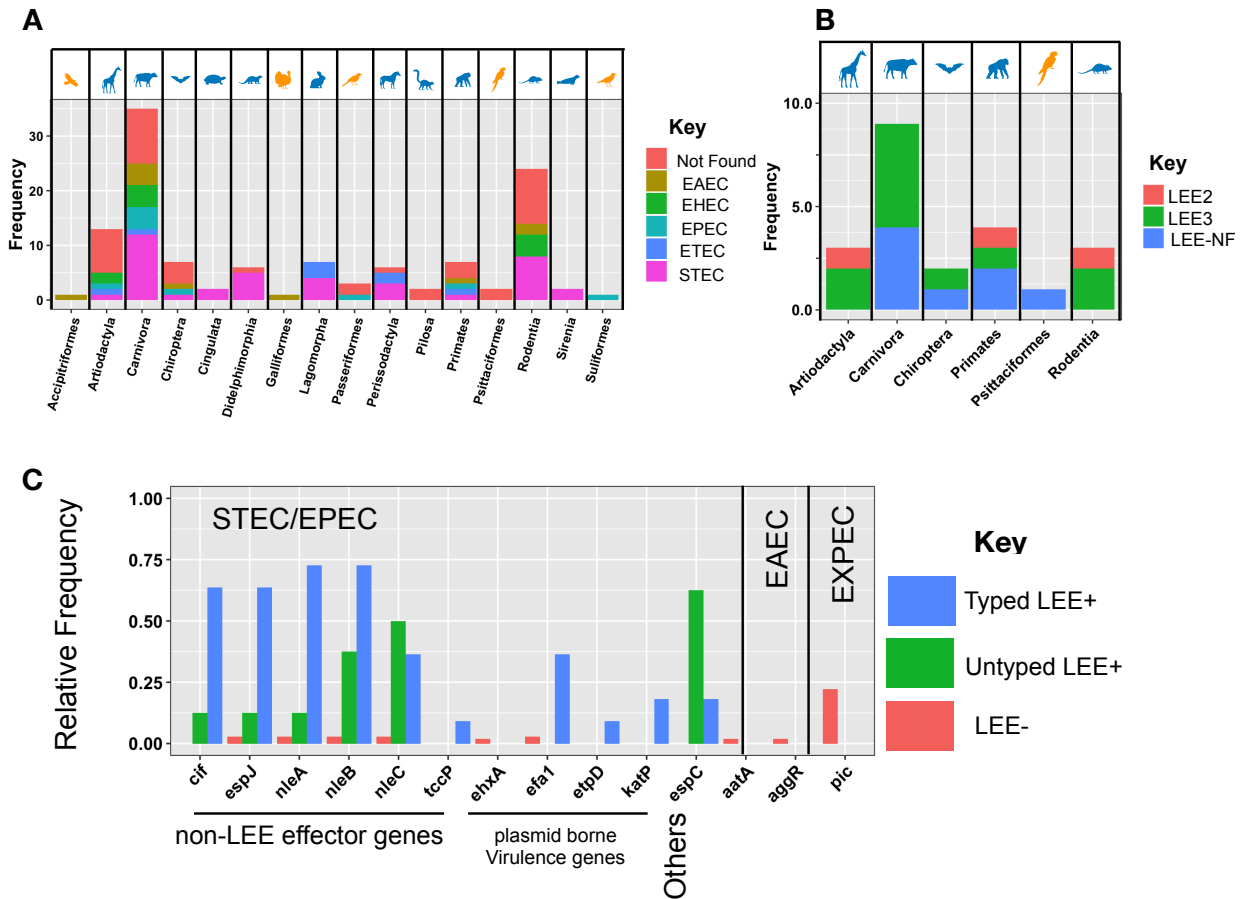 A
30
20
10
0
Frequency
Accipitriformes
Artiodactyla
Carnivora
Chiroptera
Cingulata
Didelphimorphia
Galliformes
Lagomorpha
Passeriformes
Perissodactyla
Pilosa
Primates
Psittaciformes
Rodentia
Sirenia
Suliformes
Key
Not Found
EAEC
EHEC
EPEC
ETEC
STEC
B
10.0
5.0
0.0
Frequency
Artiodactyla
Carnivora
Chiroptera
Primates
Psittaciformes
Rodentia
Key
LEE2
LEE3
LEE-NF
C
1.00
0.75
0.50
0.25
0.00
Relative Frequency
STEC/EPEC
EAEC
EXPEC
cif
espJ
nleA
nleB
nleC
tccP
ehxA
efa1
etpD
katP
espC
aatA
aggR
pic
non-LEE effector genes
plasmid borne
Virulence genes
Others
Key
Typed LEE+
Untyped LEE+
LEE-